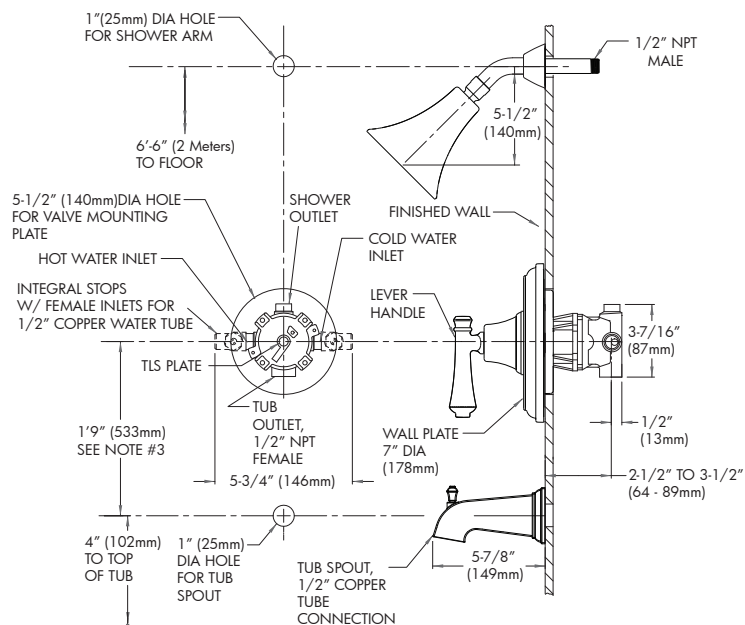 1”(25mm) DIA HOLE
FOR SHOWER ARM
1/2” NPT
MALE
5-1/2”
(140mm)
6’-6” (2 Meters)
TO FLOOR
5-1/2” (140mm)DIA HOLE
FOR VALVE MOUNTING
PLATE
SHOWER
OUTLET
FINISHED WALL
COLD WATER
INLET
HOT WATER INLET
INTEGRAL STOPS
W/ FEMALE INLETS FOR
1/2” COPPER WATER TUBE
LEVER
HANDLE
3-7/16”
(87mm)
TLS PLATE
TUB
OUTLET,
1/2” NPT
FEMALE
1’9” (533mm)
SEE NOTE #3
WALL PLATE
7” DIA
(178mm)
1/2”
(13mm)
5-3/4” (146mm)
2-1/2” TO 3-1/2”
(64 - 89mm)
4” (102mm)
TO TOP
OF TUB
1” (25mm)
DIA HOLE
FOR TUB
SPOUT
TUB SPOUT,
1/2” COPPER
TUBE
CONNECTION
5-7/8”
(149mm)